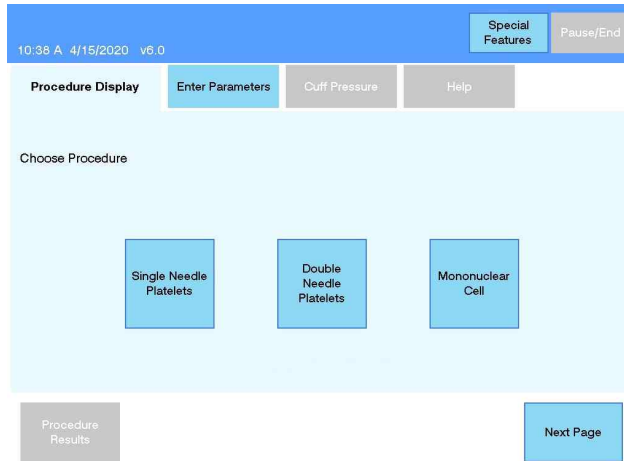 Special
Features
Pause/End
10:38 A 4/15/2020 v6.0
Procedure Display
Enter Parameters
Cuff Pressure
Help
Choose Procedure
Single Needle
Platelets
Double
Needle
Platelets
Mononuclear
Cell
Procedure
Results
Next Page